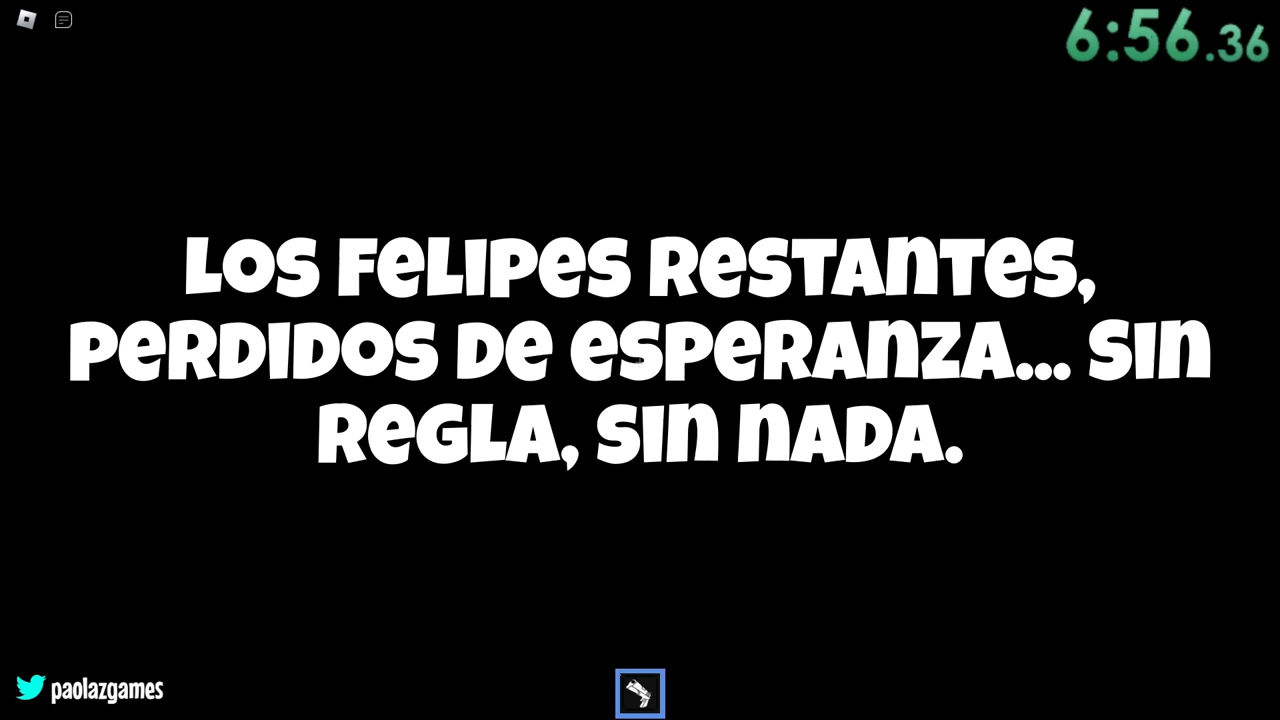 6:56.36
Los Felipes restantes,
perdidos de esperanza... Sin
regla, sin nada.
paolazgames